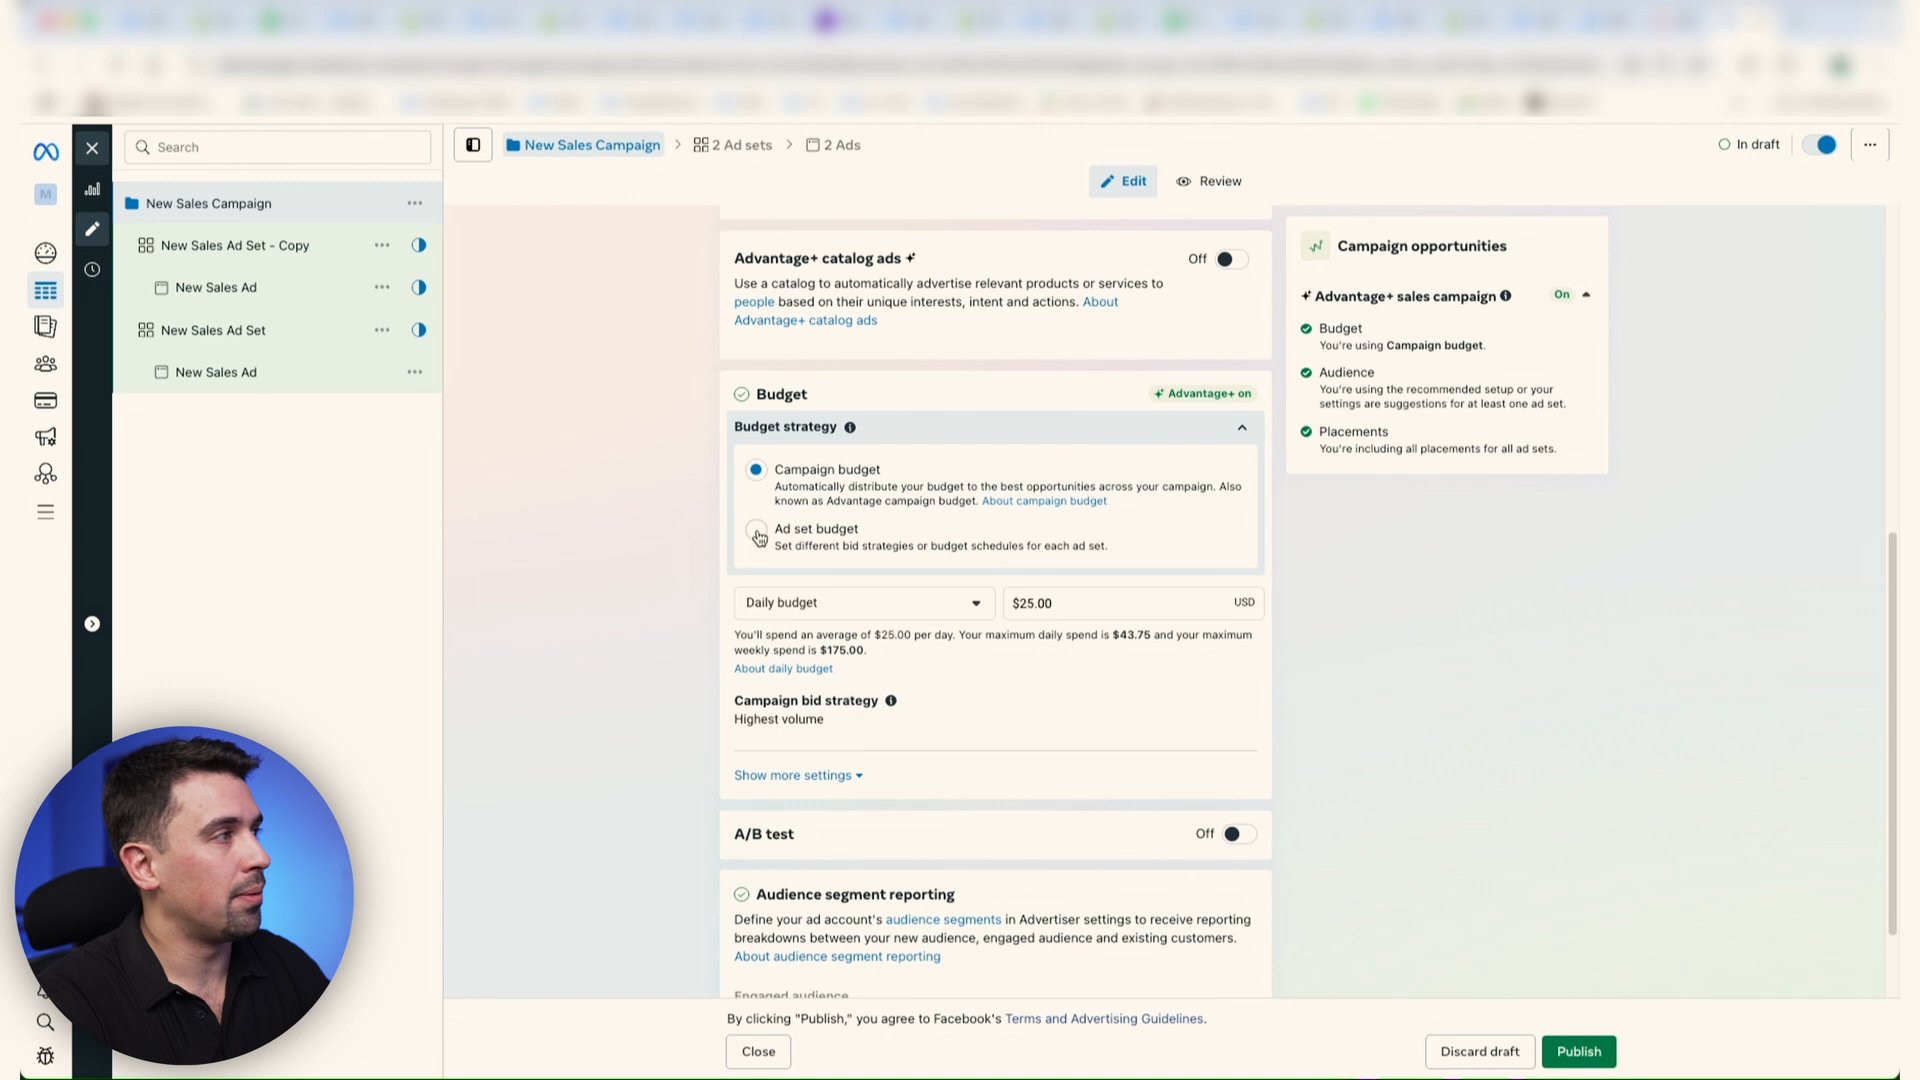 Search
New Sales Campaign
New Sales Ad Set - Copy
New Sales Ad
New Sales Ad Set
New Sales Ad
M
New Sales Campaign
2 Ad sets
2 Ads
In draft
Edit
Review
Advantage+ catalog ads
Off
Use a catalog to automatically advertise relevant products or services to
people based on their unique interests, intent and actions. About
Advantage+ catalog ads
Budget
Advantage+ on
Budget strategy
Campaign budget
Automatically distribute your budget to the best opportunities across your campaign. Also
known as Advantage campaign budget. About campaign budget
Ad set budget
Set different bid strategies or budget schedules for each ad set.
Daily budget
$25.00
USD
You'll spend an average of $25.00 per day. Your maximum daily spend is $43.75 and your maximum
weekly spend is $175.00.
About daily budget
Campaign bid strategy
Highest volume
Show more settings
A/B test
Off
Audience segment reporting
Define your ad account's audience segments in Advertiser settings to receive reporting
breakdowns between your new audience, engaged audience and existing customers.
About audience segment reporting
Engaged audience
Campaign opportunities
Advantage+ sales campaign
On
Budget
You're using Campaign budget.
Audience
You're using the recommended setup or your
settings are suggestions for at least one ad set.
Placements
You're including all placements for all ad sets.
By clicking "Publish," you agree to Facebook's Terms and Advertising Guidelines.
Close
Discard draft
Publish